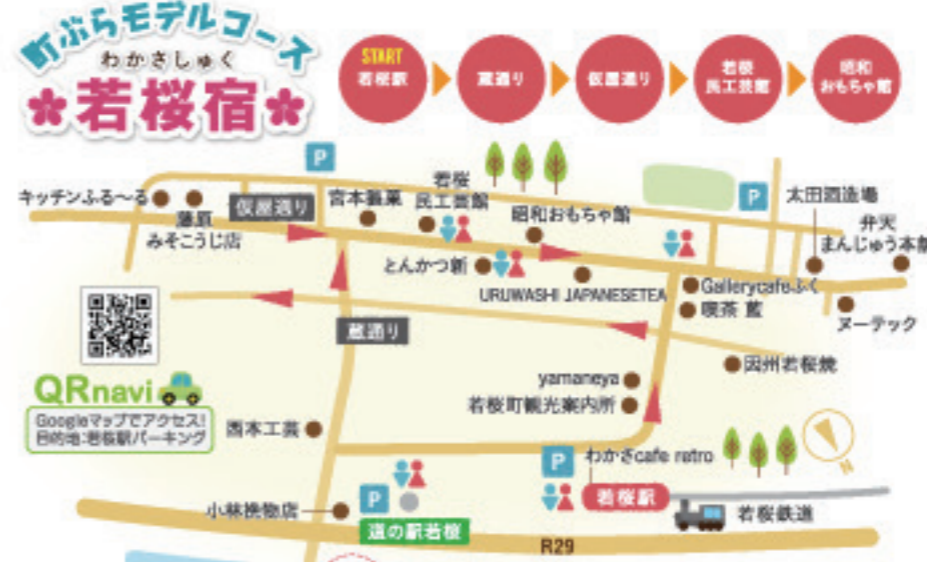 町ぶらモデルコース
わかさしゅく
若桜宿
START
若桜駅
蔵通り
仮屋通り
若桜
民工芸館
昭和
おもちゃ館
P
キッチンふる〜る
藤原
みそこうじ店
仮屋通り
宮本製菓
若桜
民工芸館
昭和おもちゃ館
P
太田酒造場
弁天
まんじゅう本舗
とんかつ新
URUWASHI JAPANESETEA
Gallerycafeふく
喫茶 藍
ヌーテック
蔵通り
因州若桜焼
QRnavi
Googleマップでアクセス!
目的地:若桜駅パーキング
yamaneya
若桜町観光案内所
西本工芸
P
わかさcafe retro
N
P
若桜駅
小林携物店
道の駅若桜
若桜鉄道
R29